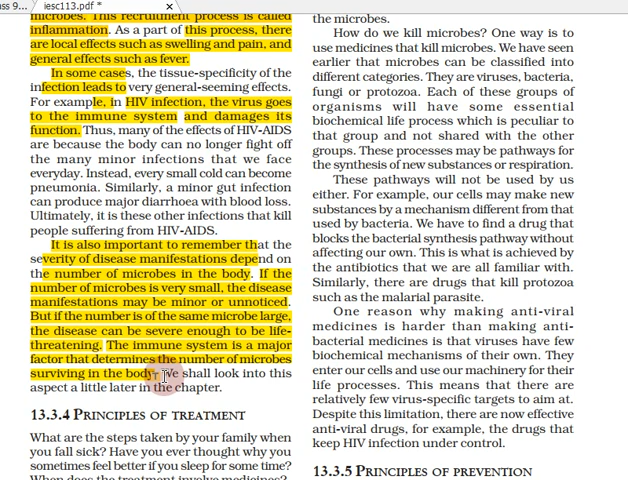 ass 9...
iesc113.pdf *
microbes. This recruitment process is called
inflammation. As a part of this process, there
are local effects such as swelling and pain, and
general effects such as fever.
In some cases, the tissue-specificity of the
infection leads to very general-seeming effects.
For example, in HIV infection, the virus goes
to the immune system and damages its
function. Thus, many of the effects of HIV-AIDS
are because the body can no longer fight off
the many minor infections that we face
everyday. Instead, every small cold can become
pneumonia. Similarly, a minor gut infection
can produce major diarrhoea with blood loss.
Ultimately, it is these other infections that kill
people suffering from HIV-AIDS.
It is also important to remember that the
severity of disease manifestations depend on
the number of microbes in the body. If the
number of microbes is very small, the disease
manifestations may be minor or unnoticed.
But if the number is of the same microbe large,
the disease can be severe enough to be life-
threatening. The immune system is a major
factor that determines the number of microbes
surviving in the body. We shall look into this
aspect a little later in the chapter.
13.3.4 PRINCIPLES OF TREATMENT
What are the steps taken by your family when
you fall sick? Have you ever thought why you
sometimes feel better if you sleep for some time?
When does the treatment involve medicines?
the microbes.
How do we kill microbes? One way is to
use medicines that kill microbes. We have seen
earlier that microbes can be classified into
different categories. They are viruses, bacteria,
fungi or protozoa. Each of these groups of
organisms will have some essential
biochemical life process which is peculiar to
that group and not shared with the other
groups. These processes may be pathways for
the synthesis of new substances or respiration.
These pathways will not be used by us
either. For example, our cells may make new
substances by a mechanism different from that
used by bacteria. We have to find a drug that
blocks the bacterial synthesis pathway without
affecting our own. This is what is achieved by
the antibiotics that we are all familiar with.
Similarly, there are drugs that kill protozoa
such as the malarial parasite.
One reason why making anti-viral
medicines is harder than making anti-
bacterial medicines is that viruses have few
biochemical mechanisms of their own. They
enter our cells and use our machinery for their
life processes. This means that there are
relatively few virus-specific targets to aim at.
Despite this limitation, there are now effective
anti-viral drugs, for example, the drugs that
keep HIV infection under control.
13.3.5 PRINCIPLES OF PREVENTION